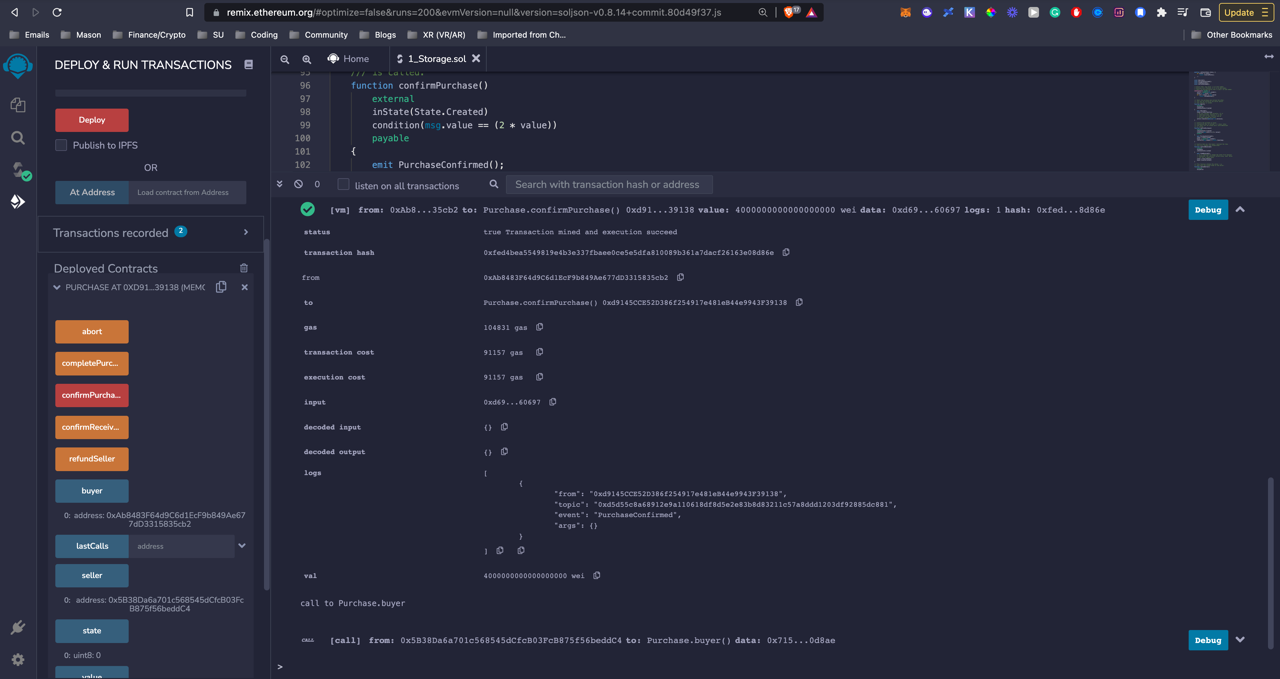 remix.ethereum.org/#optimize=false&runs=200&evmVersion=null&version=soljson-v0.8.14+commit.80d49f37.js
17
Update
Emails
Mason
Finance/Crypto
SU
Coding
Community
Blogs
XR (VR/AR)
Imported from Ch...
Other Bookmarks
DEPLOY & RUN TRANSACTIONS
Deploy
Publish to IPFS
OR
At Address
Load contract from Address
Transactions recorded 2
Deployed Contracts
PURCHASE AT 0XD91...39138 (MEMO
abort
completePurc...
confirmPurcha...
confirmReceiv...
refundSeller
buyer
0: address: 0xAb8483F64d9C6d1EcF9b849Ae67
7dD3315835cb2
lastCalls
address
seller
0: address: 0x5B38Da6a701c568545dCfcB03Fc
B875f56beddC4
state
0: uint8: 0
value
Home
1_Storage.sol
95 /// is called.
96 function confirmPurchase()
97 external
98 inState(State.Created)
99 condition(msg.value == (2 * value))
100 payable
101 {
102 emit PurchaseConfirmed();
0
listen on all transactions
Search with transaction hash or address
[vm] from: 0xAb8...35cb2 to: Purchase.confirmPurchase() 0xd91...39138 value: 4000000000000000000 wei data: 0xd69...60697 logs: 1 hash: 0xfed...8d86e
Debug
status true Transaction mined and execution succeed
transaction hash 0xfed4bea5549819e4b3e337fbaee0ce5e5dfa810089b361a7dacf26163e08d86e
from 0xAb8483F64d9C6d1EcF9b849Ae677dD3315835cb2
to Purchase.confirmPurchase() 0xd9145CCE52D386f254917e481eB44e9943F39138
gas 104831 gas
transaction cost 91157 gas
execution cost 91157 gas
input 0xd69...60697
decoded input {}
decoded output {}
logs [
{
"from": "0xd9145CCE52D386f254917e481eB44e9943F39138",
"topic": "0xd5d55c8a68912e9a110618df8d5e2e83b8d83211c57a8ddd1203df92885dc881",
"event": "PurchaseConfirmed",
"args": {}
}
]
val 4000000000000000000 wei
call to Purchase.buyer
CALL
[call] from: 0x5B38Da6a701c568545dCfcB03FcB875f56beddC4 to: Purchase.buyer() data: 0x715...0d8ae
Debug
>